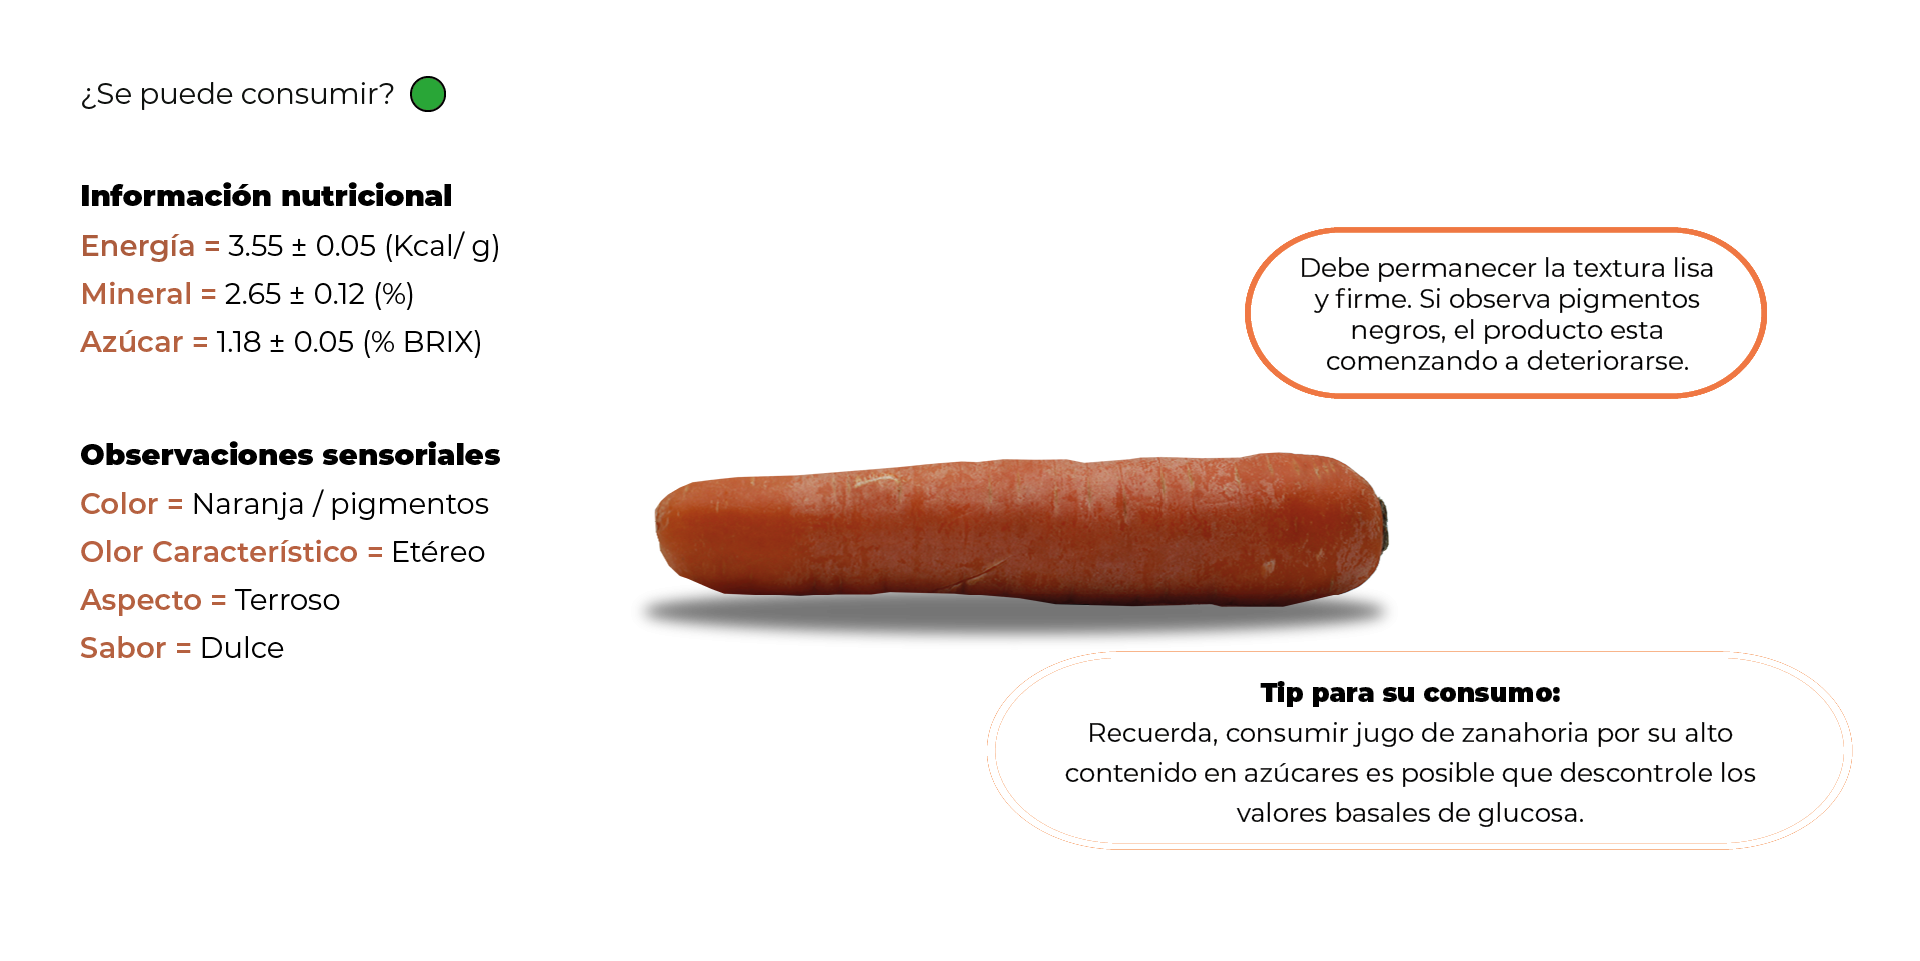 ¿Se puede consumir?
Información nutricional
Energía = 3.55 ± 0.05 (Kcal/ g)
Mineral = 2.65 ± 0.12 (%)
Azúcar = 1.18 ± 0.05 (% BRIX)
Observaciones sensoriales
Color = Naranja / pigmentos
Olor Característico = Etéreo
Aspecto = Terroso
Sabor = Dulce
Debe permanecer la textura lisa
y firme. Si observa pigmentos
negros, el producto esta
comenzando a deteriorarse.
Tip para su consumo:
Recuerda, consumir jugo de zanahoria por su alto
contenido en azúcares es posible que descontrole los
valores basales de glucosa.